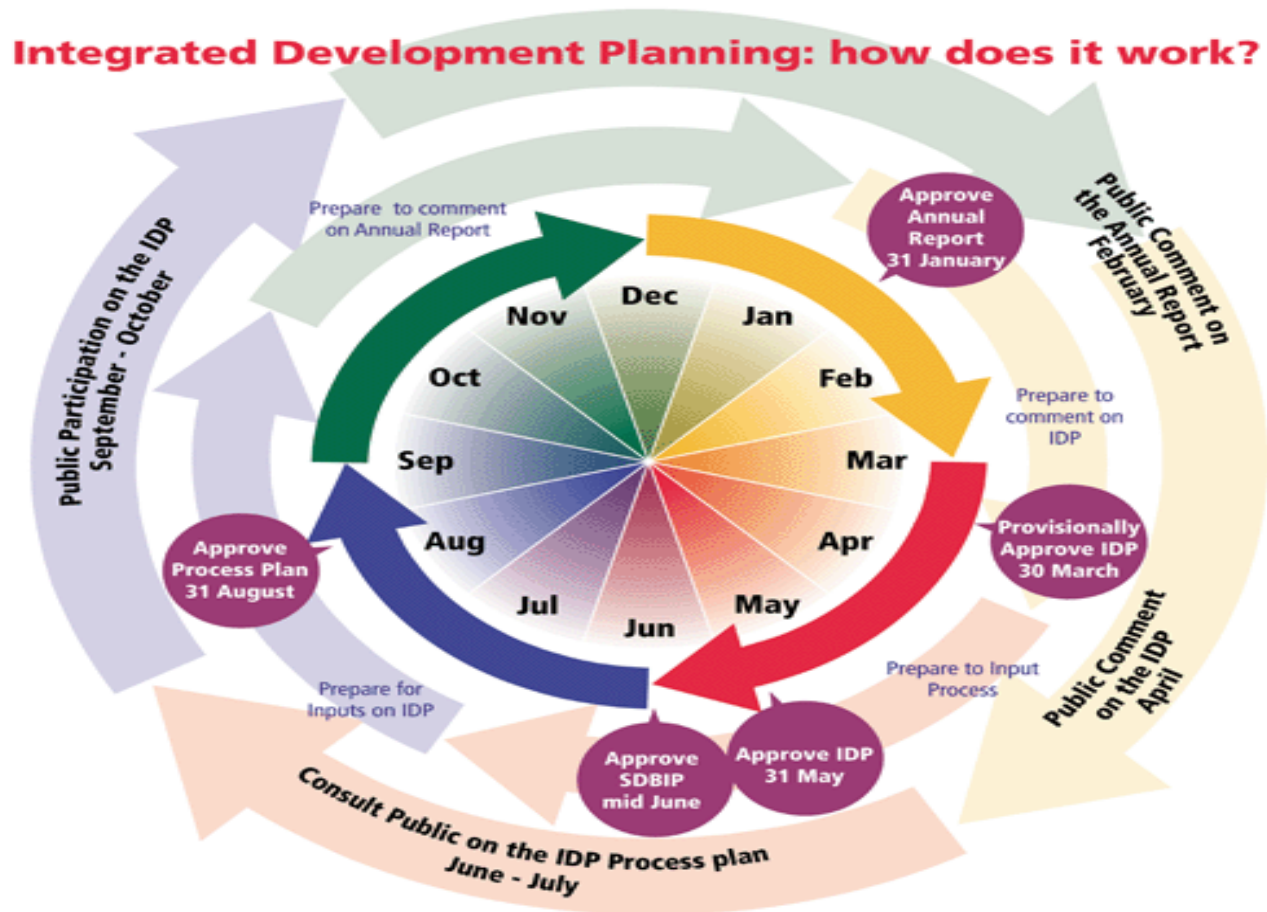 Integrated Development Planning: how does it work?
Prepare to comment
on Annual Report
Approve
Annual
Report
31 January
Public Comment on
the Annual Report
February
Public Participation on the IDP
September - October
Dec
Jan
Feb
Mar
Apr
May
Jun
Jul
Aug
Sep
Oct
Nov
Prepare to
comment on
IDP
Provisionally
Approve IDP
30 March
Public Comment
on the IDP
April
Prepare to Input
Process
Approve IDP
31 May
Approve
SDBIP
mid June
Consult Public on the IDP Process plan
June - July
Prepare for
Inputs on IDP
Approve
Process Plan
31 August